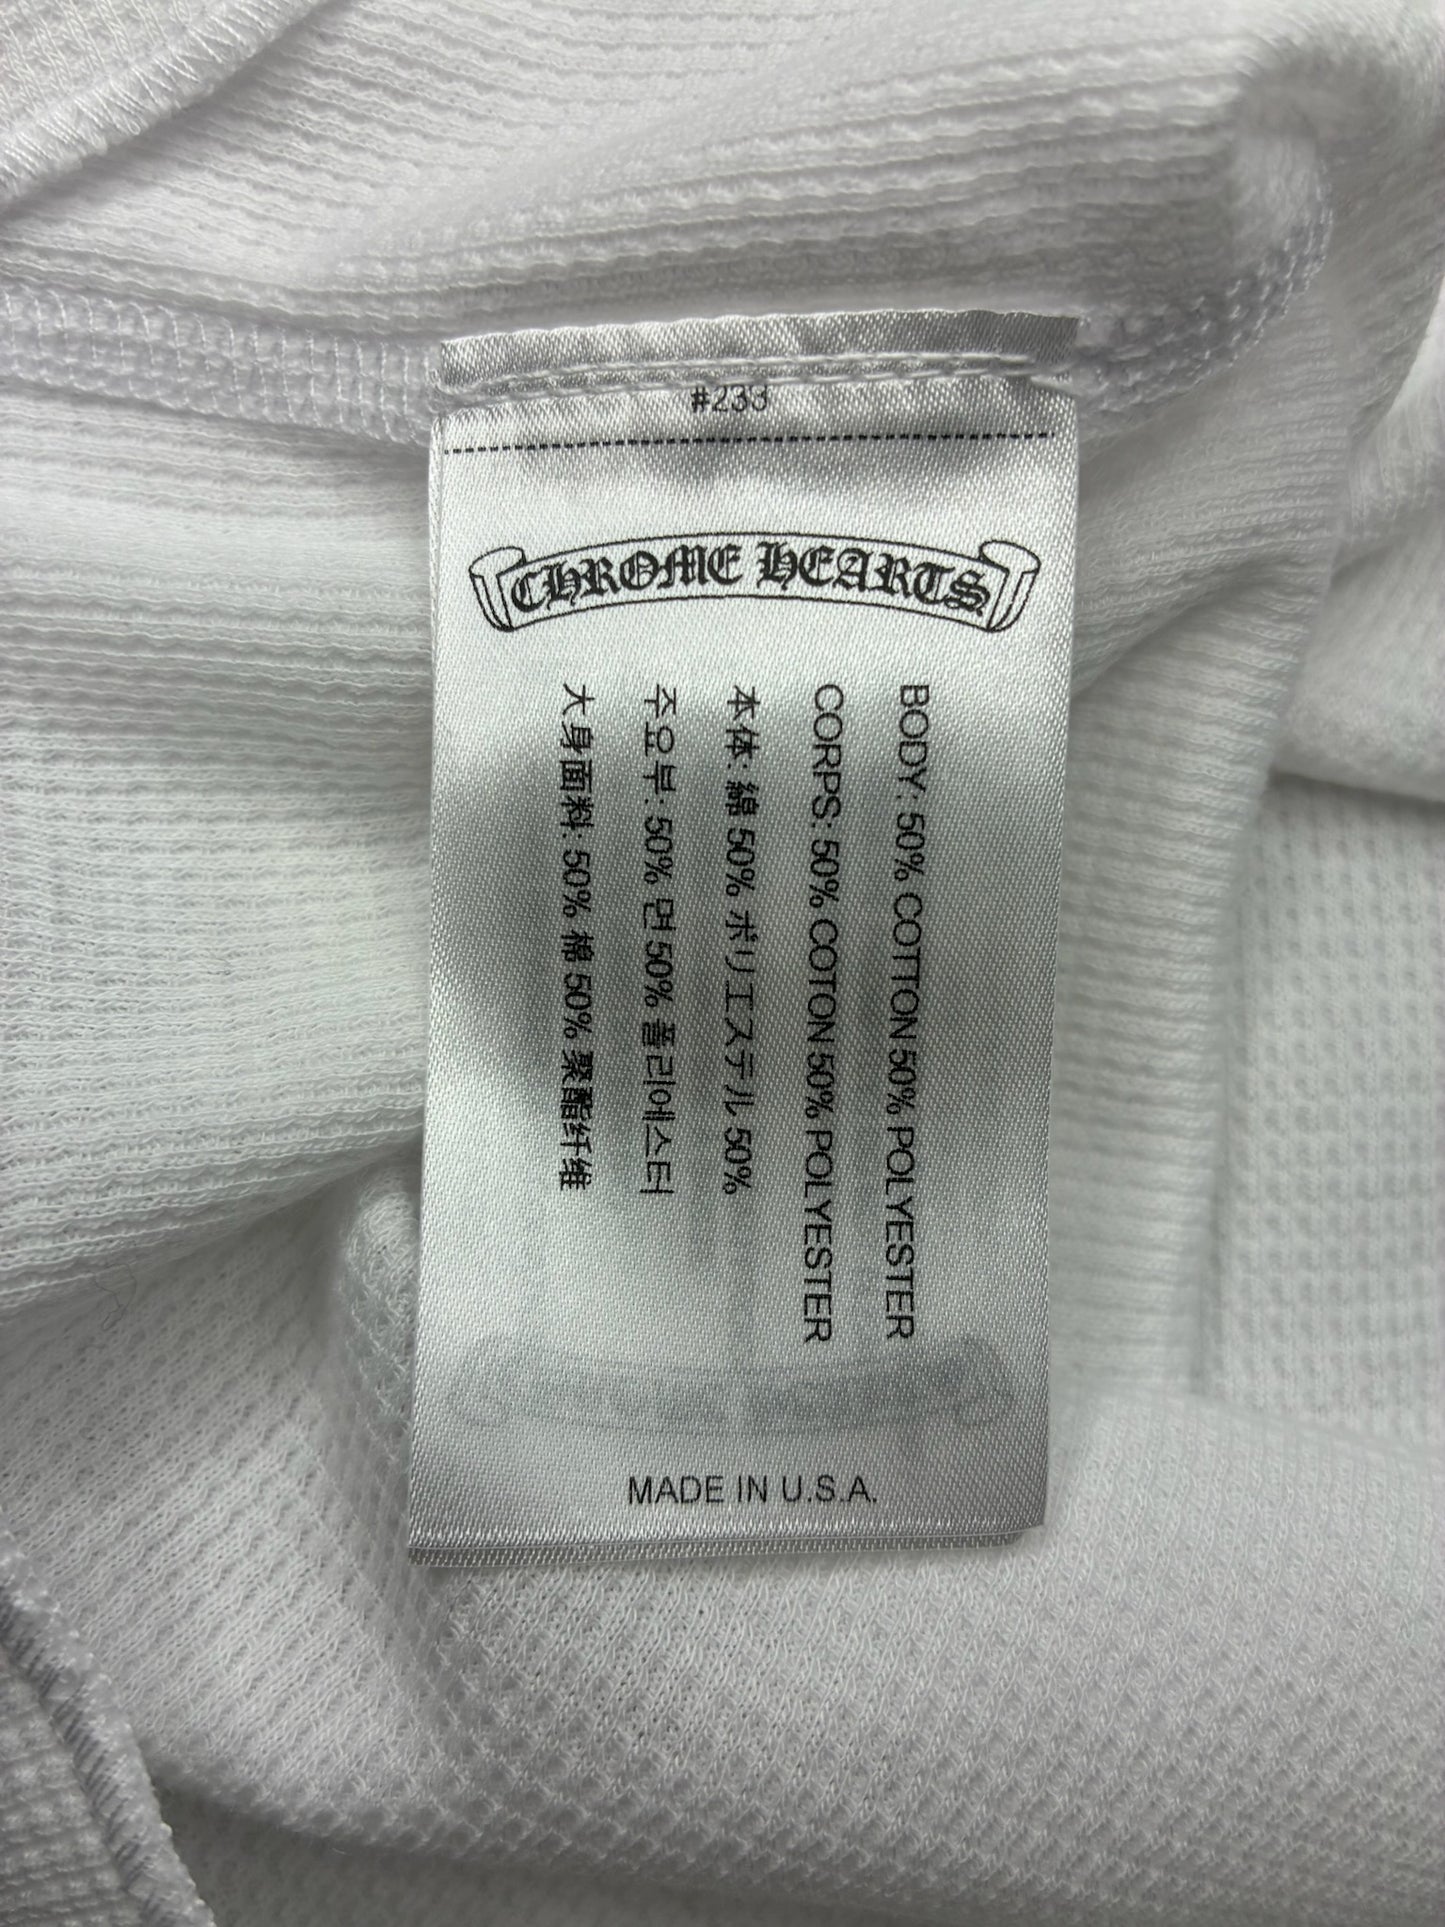 #233
CHROME HEARTS
BODY: 50% COTTON 50% POLYESTER
CORPS: 50% COTON 50% POLYESTER
本体: 綿 50% ポリエステル 50%
주요부: 50% 면 50% 폴리에스터
大身面料: 50% 棉 50% 聚酯纤维
MADE IN U.S.A.